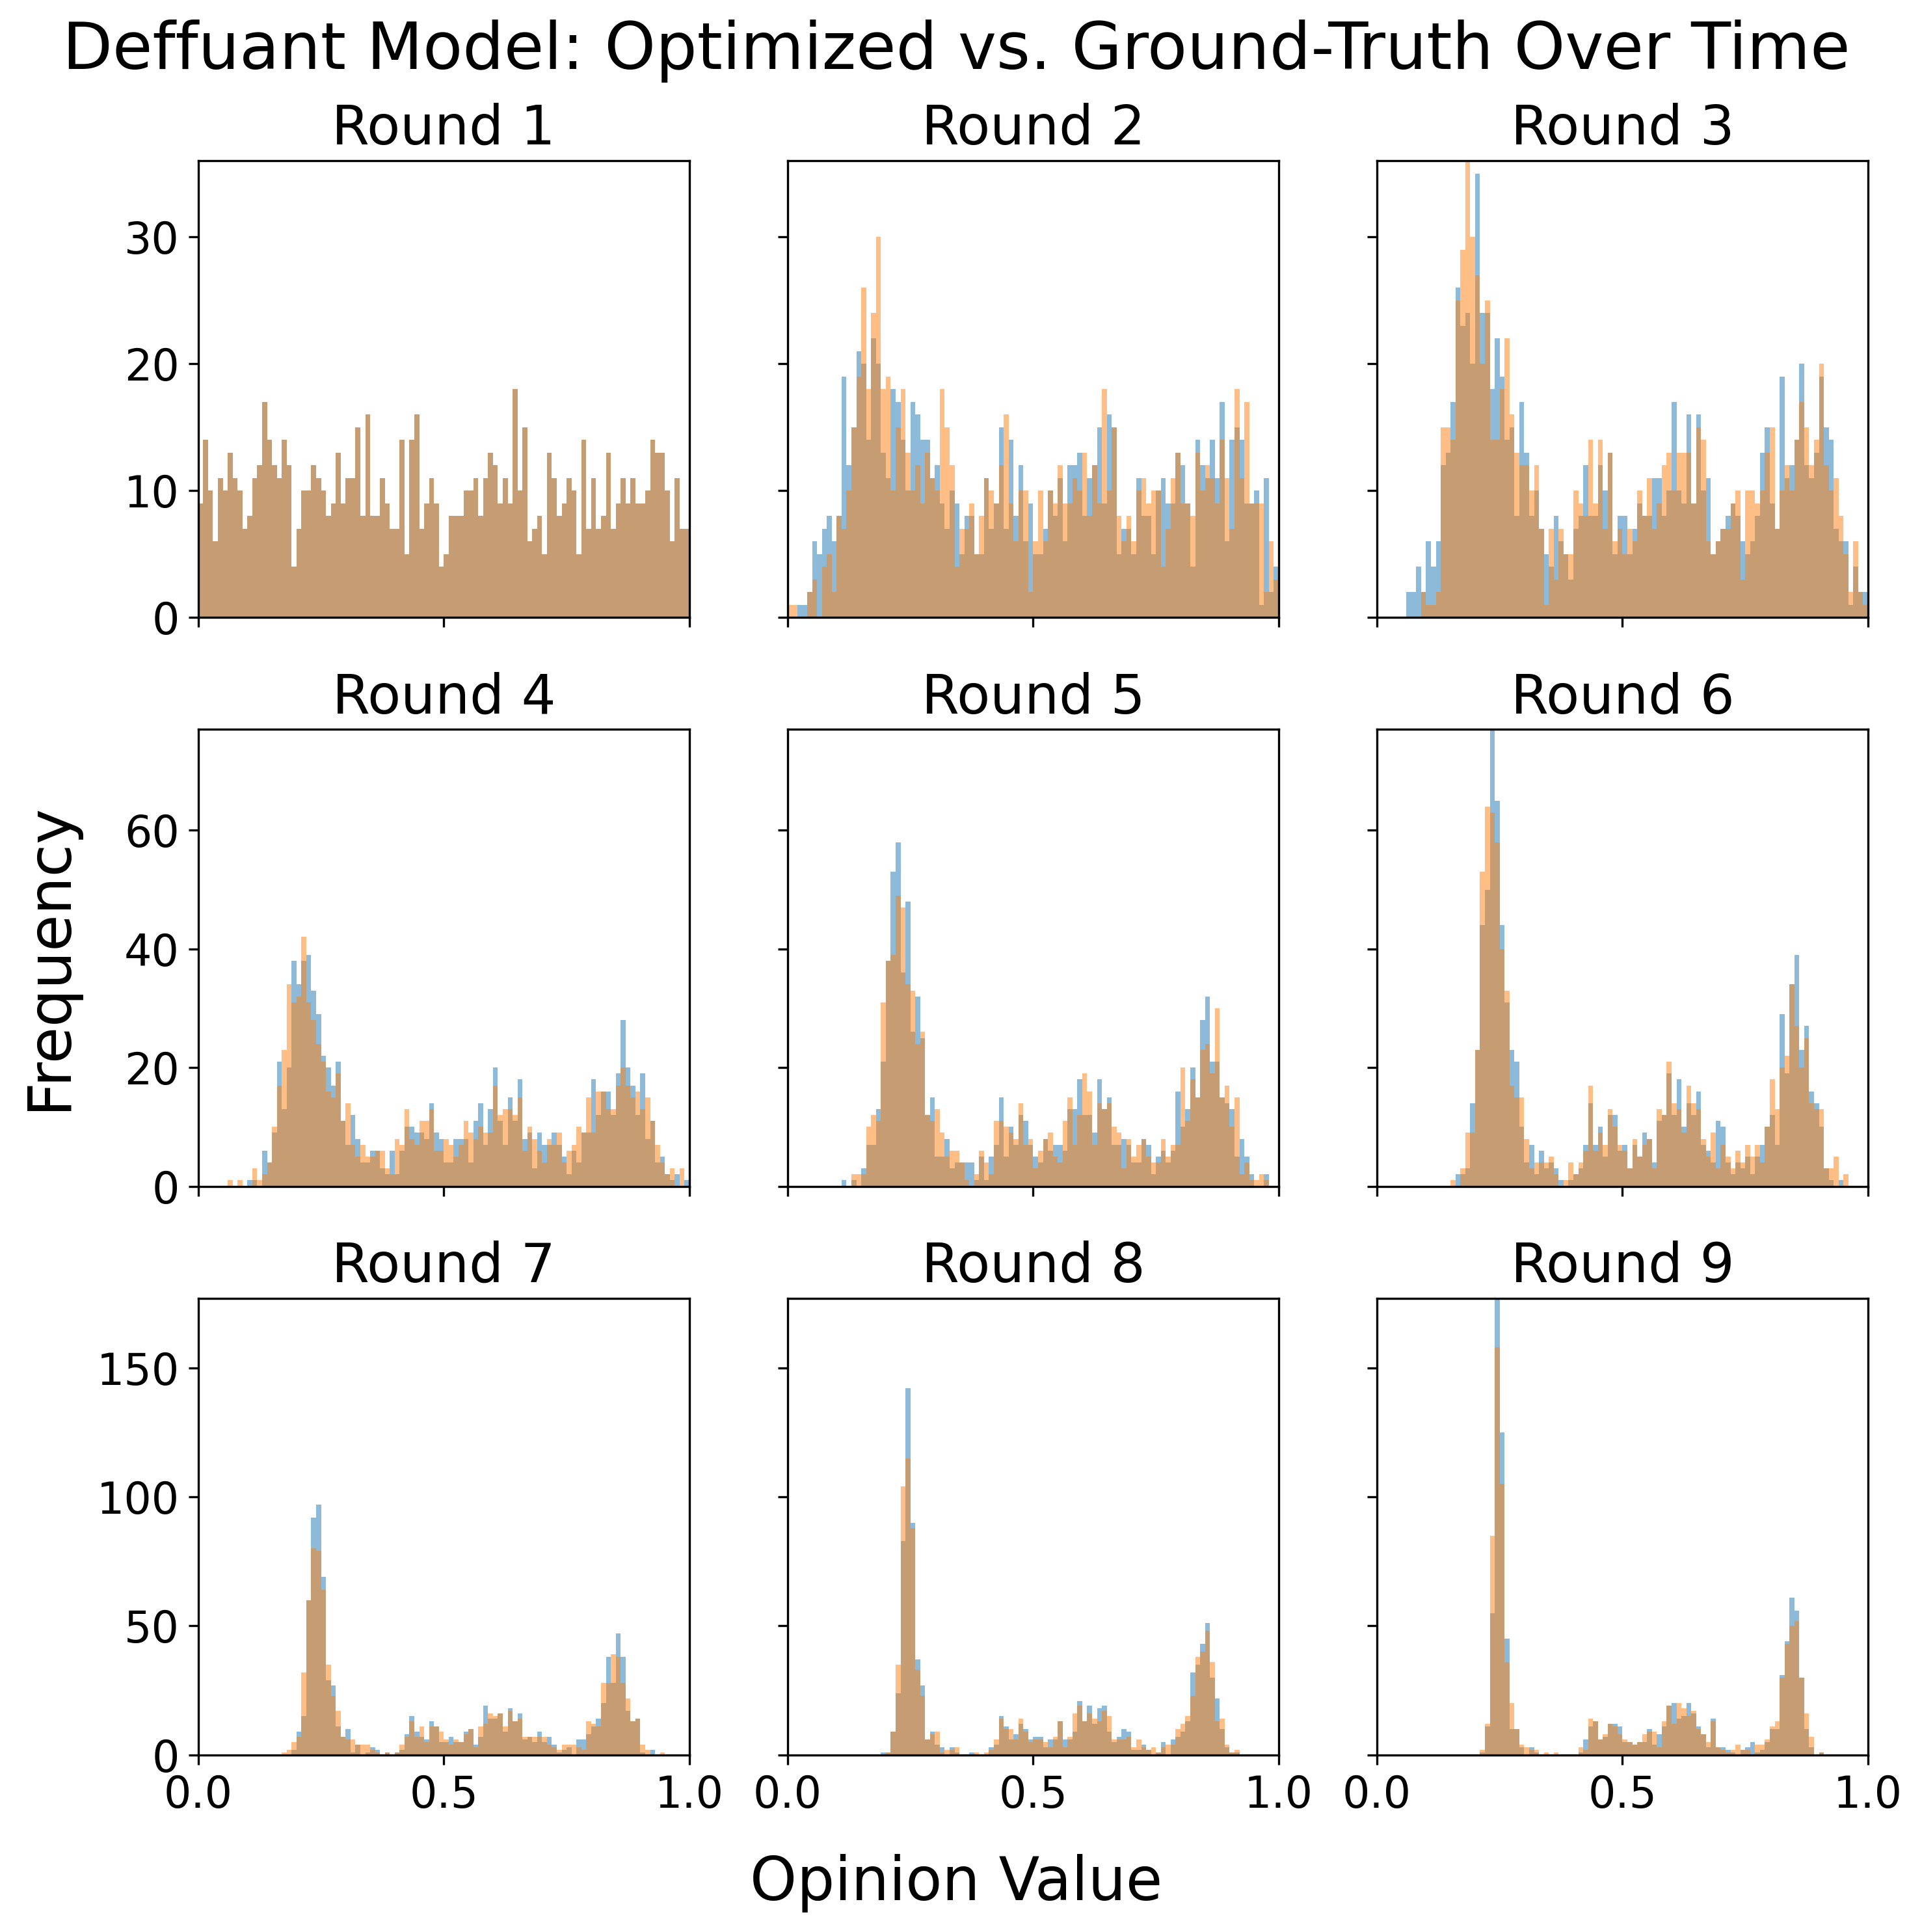 Deffuant Model: Optimized vs. Ground-Truth Over Time
Round 1
Round 2
Round 3
30
20
10
0
Round 4
Round 5
Round 6
Frequency
60
40
20
0
Round 7
Round 8
Round 9
150
100
50
0
0.0 0.5 1.0 0.0 0.5 1.0 0.0 0.5 1.0
Opinion Value